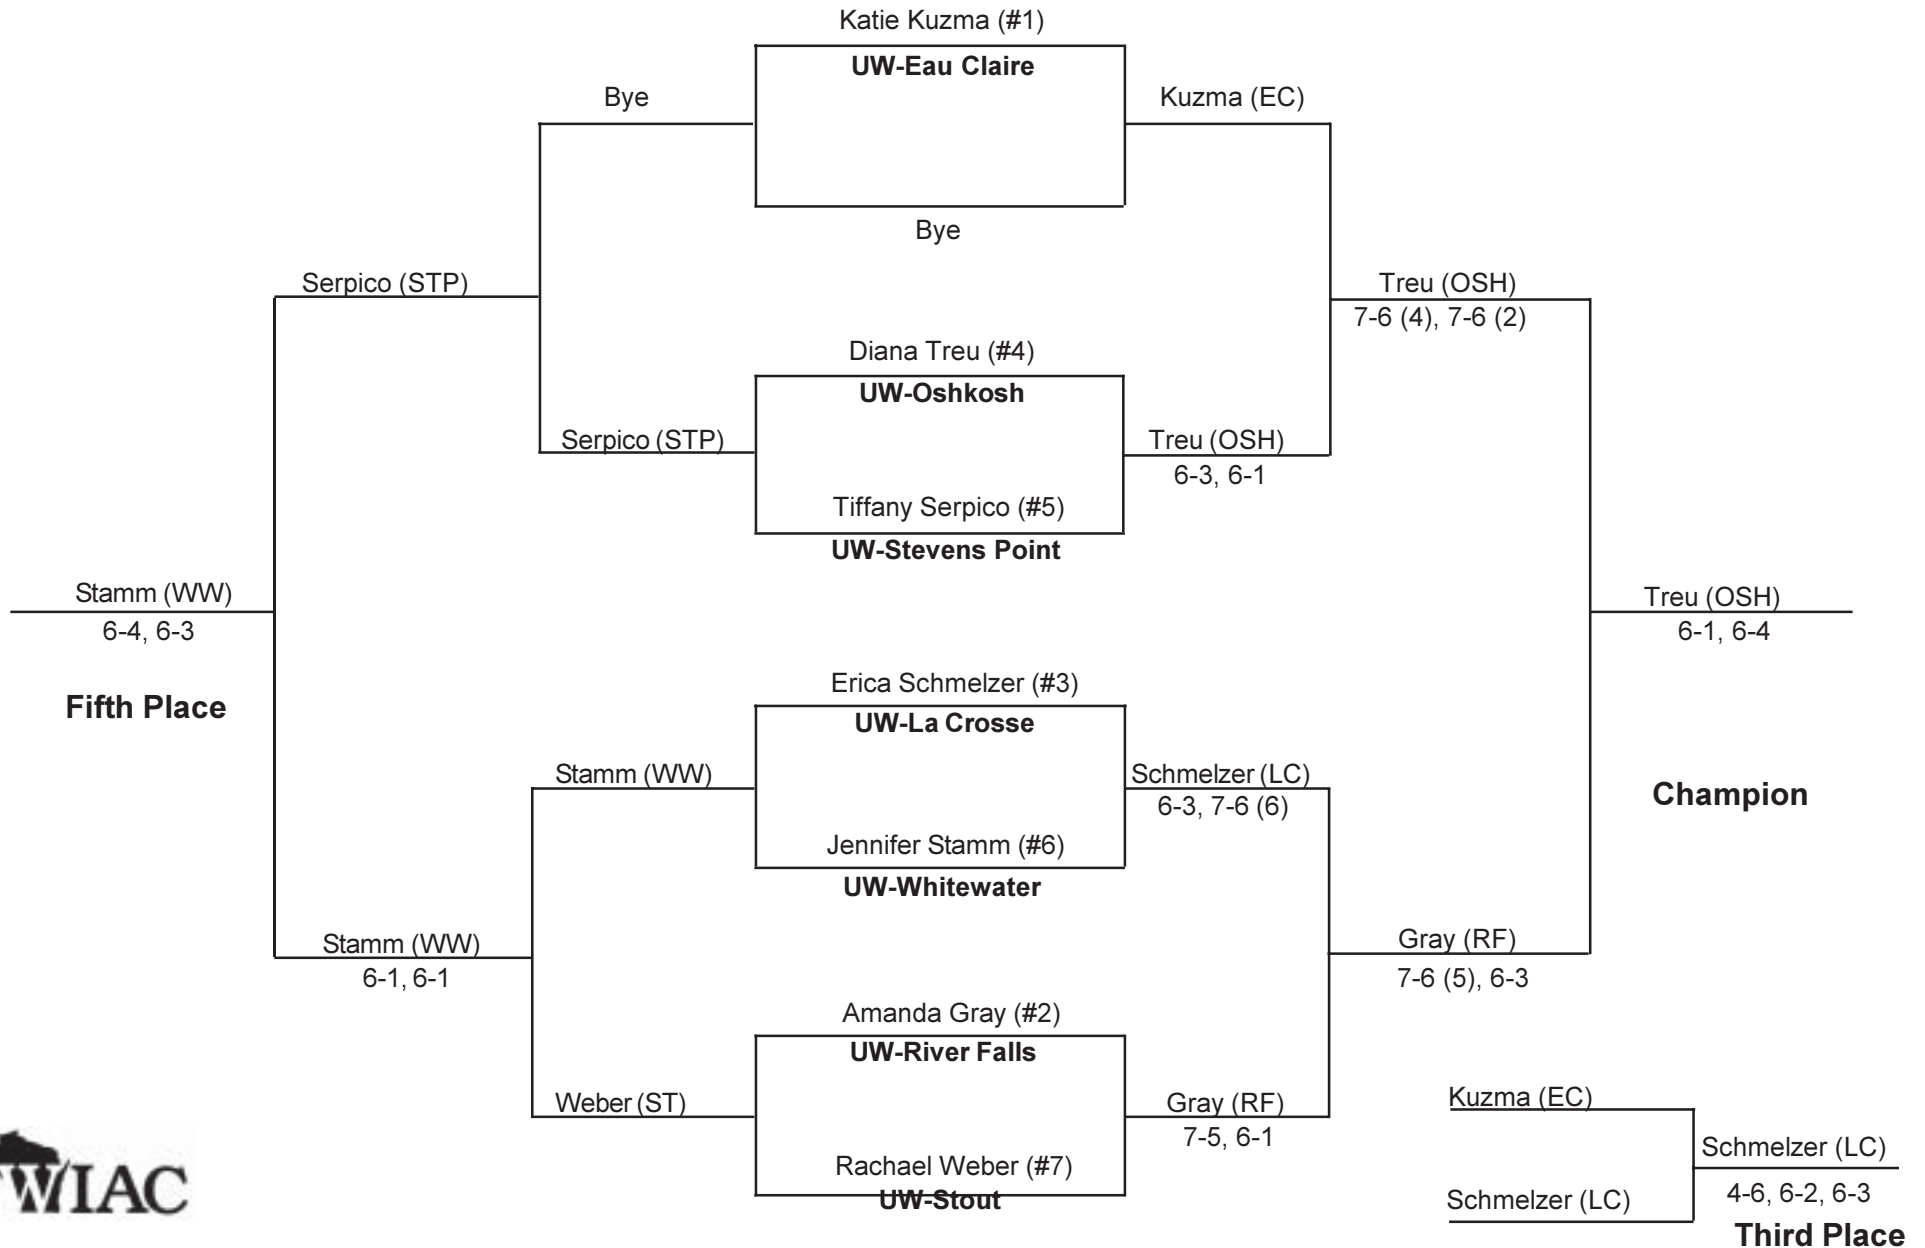 Katie Kuzma (#1)
UW-Eau Claire
Bye
Kuzma (EC)
Bye
Serpico (STP)
Treu (OSH)
7-6 (4), 7-6 (2)
Diana Treu (#4)
UW-Oshkosh
Serpico (STP)
Treu (OSH)
6-3, 6-1
Tiffany Serpico (#5)
UW-Stevens Point
Stamm (WW)
6-4, 6-3
Fifth Place
Treu (OSH)
6-1, 6-4
Champion
Erica Schmelzer (#3)
UW-La Crosse
Stamm (WW)
Schmelzer (LC)
6-3, 7-6 (6)
Jennifer Stamm (#6)
UW-Whitewater
Stamm (WW)
6-1, 6-1
Gray (RF)
7-6 (5), 6-3
Amanda Gray (#2)
UW-River Falls
Weber (ST)
Gray (RF)
7-5, 6-1
Rachael Weber (#7)
UW-Stout
Kuzma (EC)
Schmelzer (LC)
Schmelzer (LC)
4-6, 6-2, 6-3
Third Place
WIAC